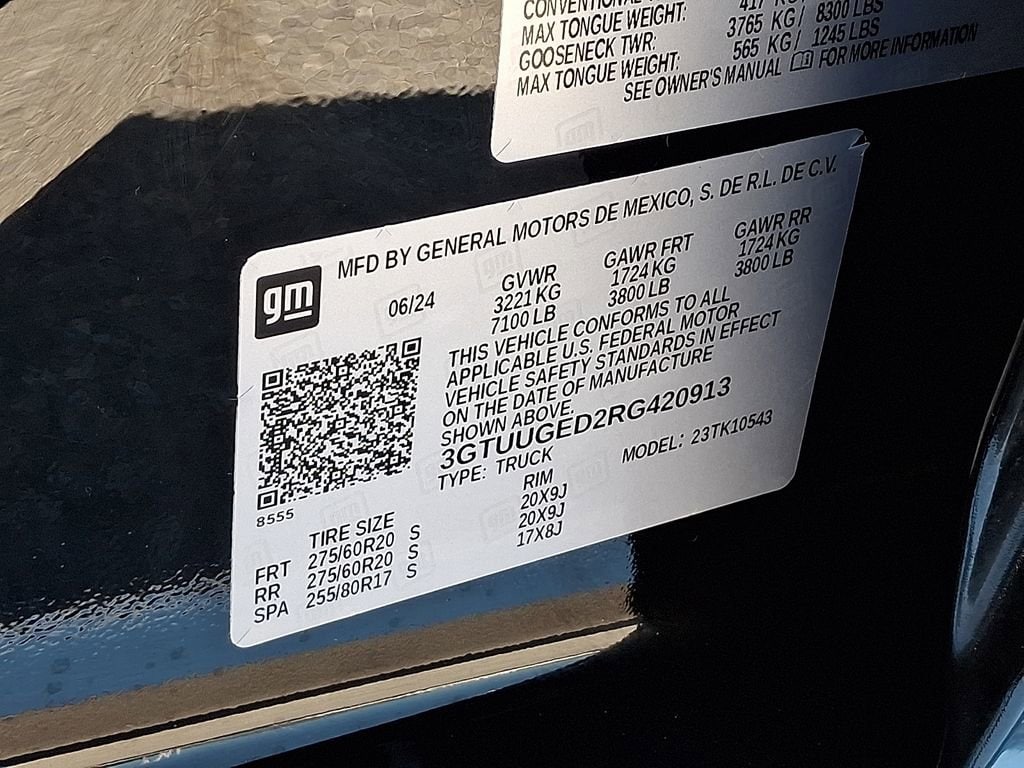 CONVENTIONAL
MAX TONGUE WEIGHT: 417
GOOSENECK TWR: 3765 KG/ 8300 LBS
MAX TONGUE WEIGHT: 565 KG/ 1245 LBS
SEE OWNER'S MANUAL FOR MORE INFORMATION
MFD BY GENERAL MOTORS DE MEXICO, S. DE R.L. DE C.V.
gm
06/24
GVWR GAWR FRT GAWR RR
3221 KG 1724 KG 1724 KG
7100 LB 3800 LB 3800 LB
THIS VEHICLE CONFORMS TO ALL
APPLICABLE U.S. FEDERAL MOTOR
VEHICLE SAFETY STANDARDS IN EFFECT
ON THE DATE OF MANUFACTURE
SHOWN ABOVE.
3GTUUGED2RG420913
TYPE: TRUCK MODEL: 23TK10543
8555
TIRE SIZE RIM
FRT 275/60R20 S 20X9J
RR 275/60R20 S 20X9J
SPA 255/80R17 S 17X8J